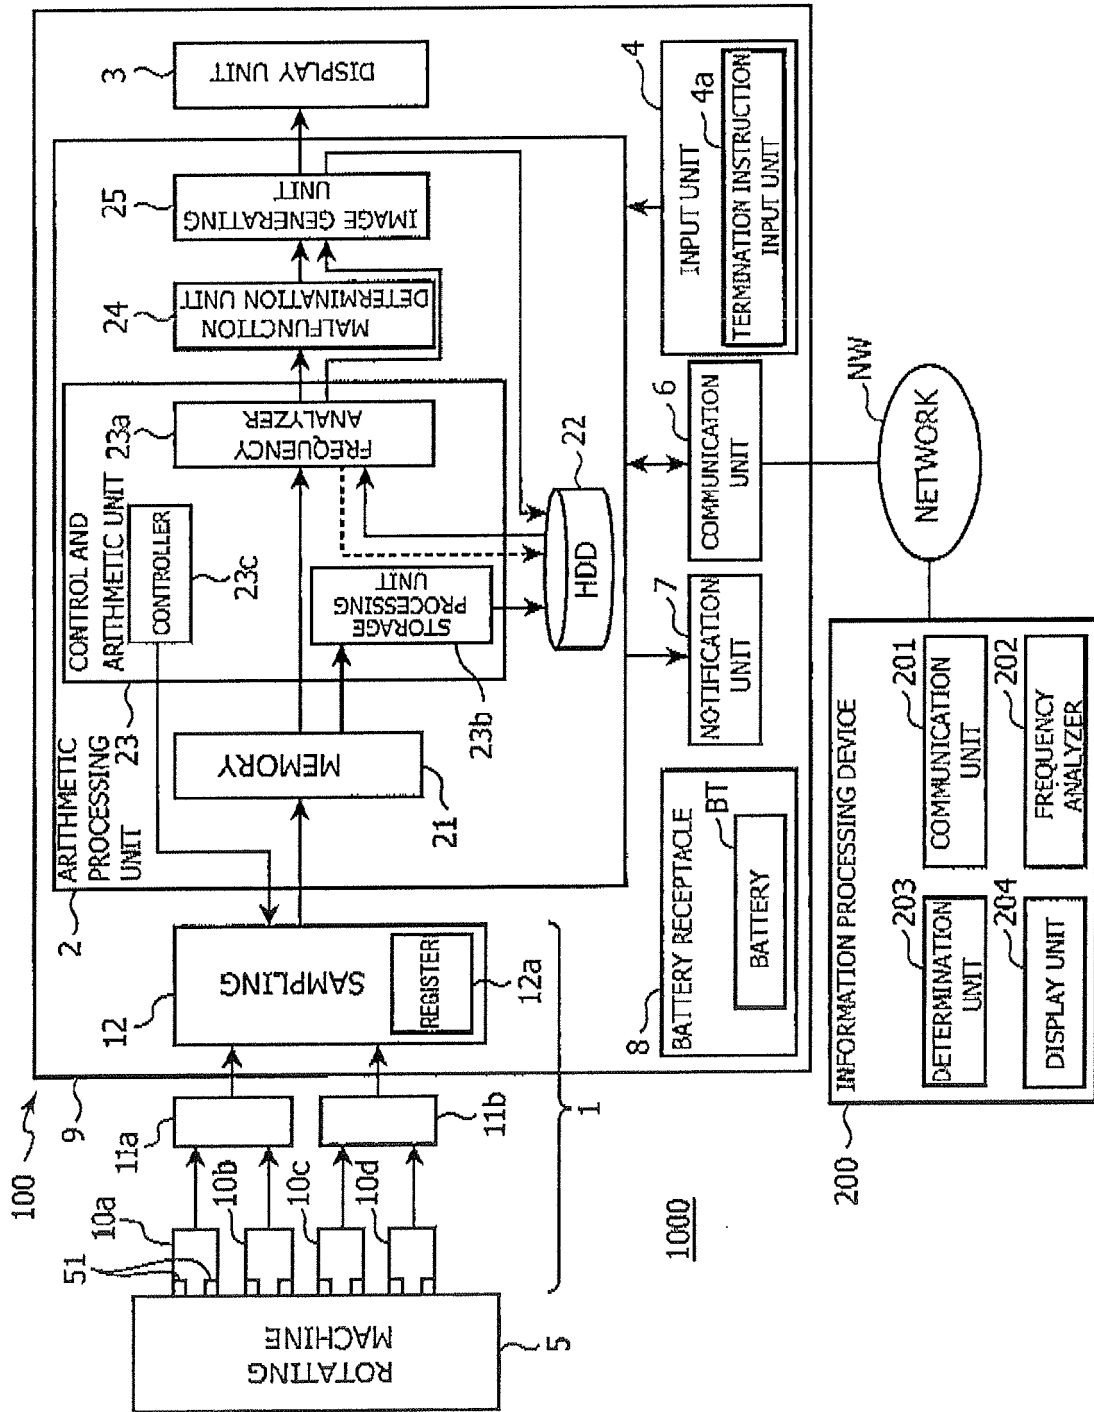 100
9
2
ARITHMETIC
PROCESSING
UNIT
23
CONTROL AND
ARITHMETIC UNIT
CONTROLLER
23c
23a
FREQUENCY
ANALYZER
24
MALFUNCTION
DETERMINATION UNIT
25
IMAGE GENERATING
UNIT
3
DISPLAY UNIT
51
10a
10b
10c
10d
11a
11b
12
SAMPLING
REGISTER
12a
MEMORY
21
STORAGE
PROCESSING
UNIT
23b
HDD
22
ROTATING
MACHINE
5
1
8
BATTERY RECEPTACLE
BATTERY
BT
7
NOTIFICATION
UNIT
6
COMMUNICATION
UNIT
4
INPUT UNIT
4a
TERMINATION INSTRUCTION
INPUT UNIT
1000
NW
NETWORK
200
INFORMATION PROCESSING DEVICE
203
DETERMINATION
UNIT
201
COMMUNICATION
UNIT
204
DISPLAY UNIT
202
FREQUENCY
ANALYZER